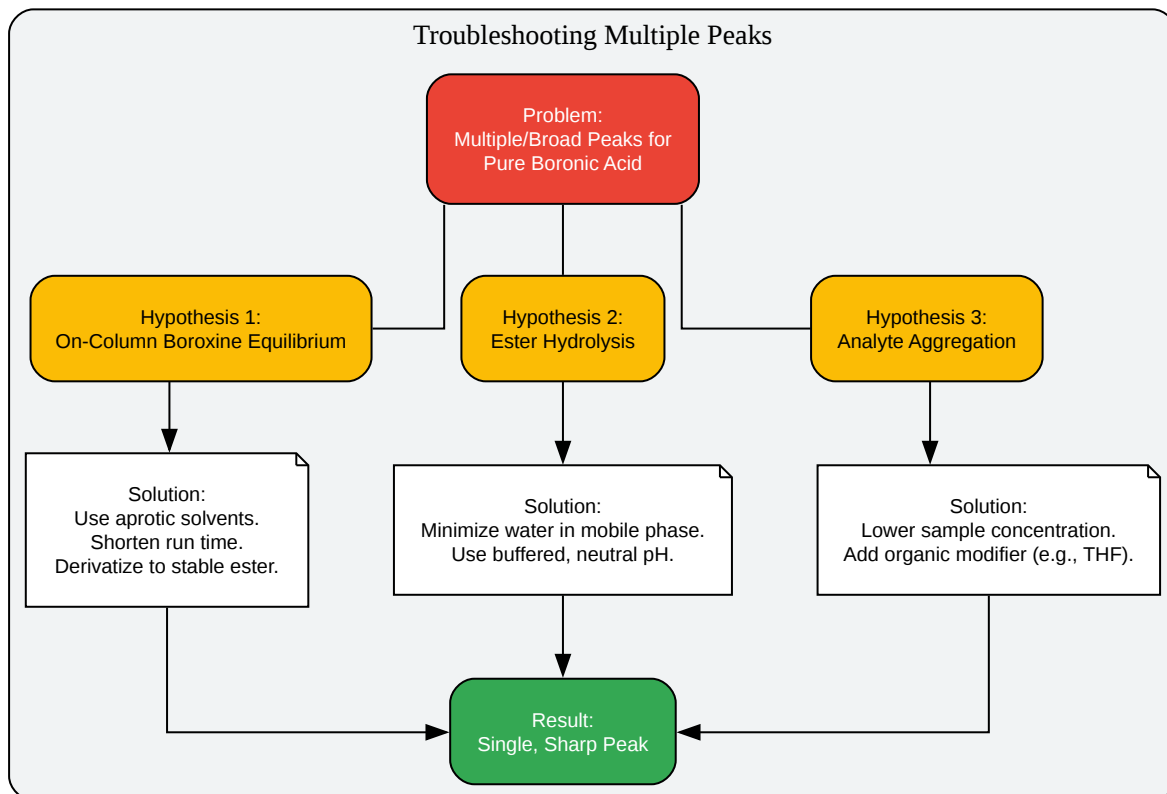 Troubleshooting Multiple Peaks
Problem:
Multiple/Broad Peaks for
Pure Boronic Acid
Hypothesis 1:
On-Column Boroxine Equilibrium
Hypothesis 2:
Ester Hydrolysis
Hypothesis 3:
Analyte Aggregation
Solution:
Use aprotic solvents.
Shorten run time.
Derivatize to stable ester.
Solution:
Minimize water in mobile phase.
Use buffered, neutral pH.
Solution:
Lower sample concentration.
Add organic modifier (e.g., THF).
Result:
Single, Sharp Peak